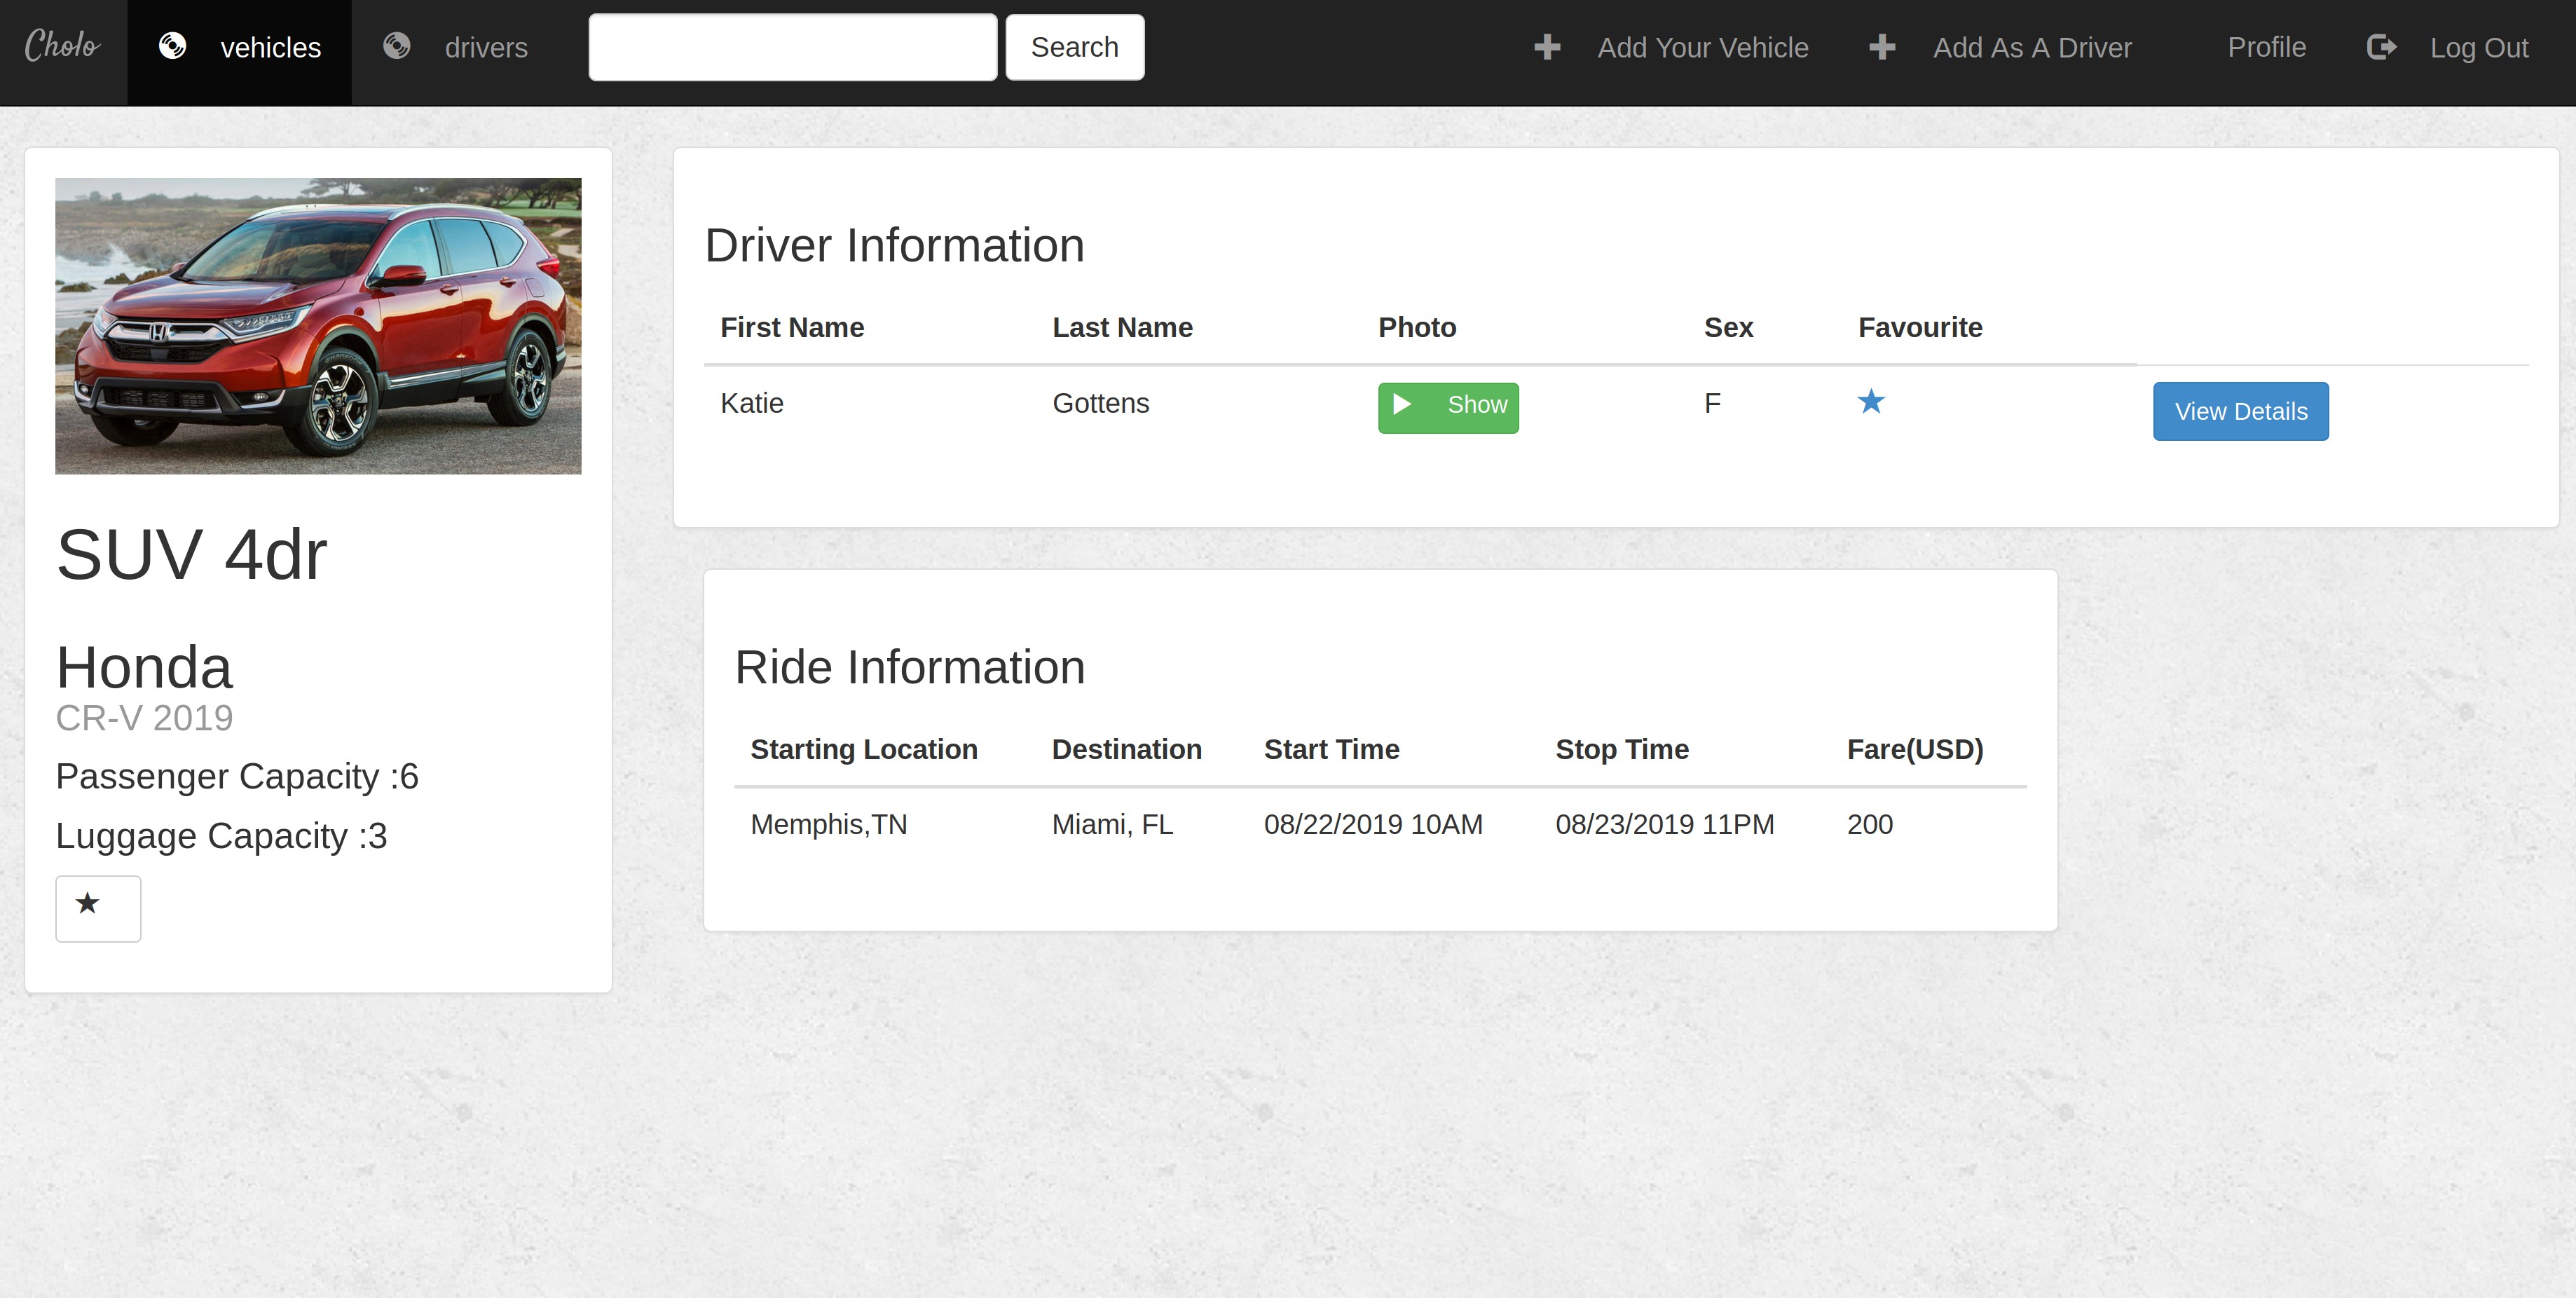 Cholo vehicles drivers Search Add Your Vehicle Add As A Driver Profile Log Out
SUV 4dr
Honda
CR-V 2019
Passenger Capacity :6
Luggage Capacity :3
Driver Information
First Name Last Name Photo Sex Favourite
Katie Gottens Show F View Details
Ride Information
Starting Location Destination Start Time Stop Time Fare(USD)
Memphis,TN Miami, FL 08/22/2019 10AM 08/23/2019 11PM 200